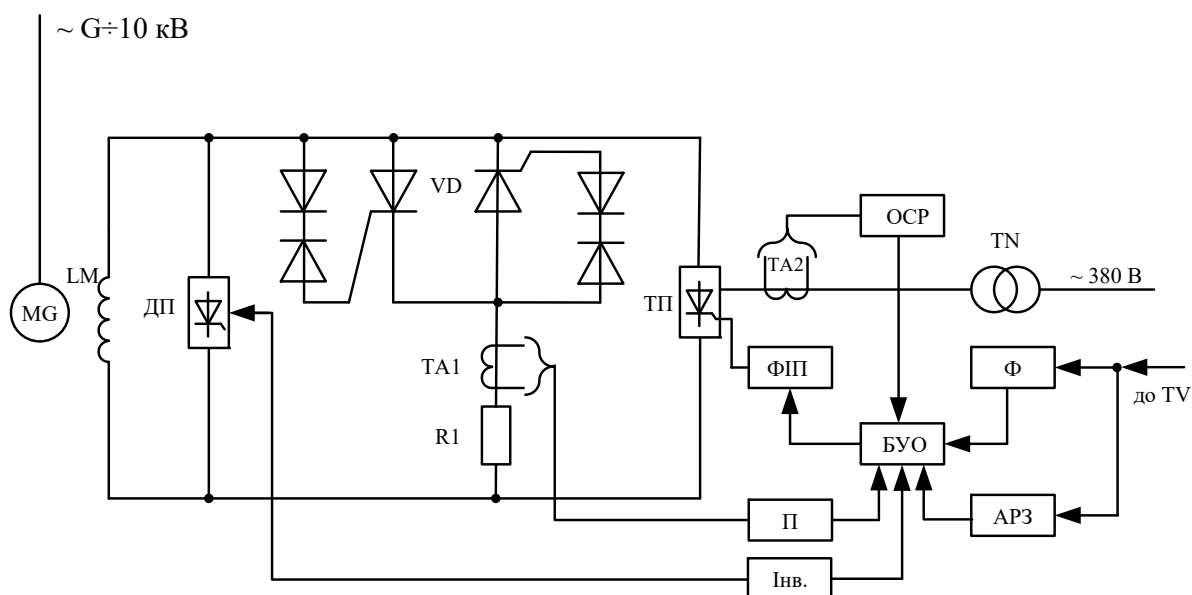 ~ G÷10 кВ
ОСР
VD
TN
LM
TA2
~ 380 В
MG
ДП
ТП
TA1
ФІП
Ф
до TV
R1
БУО
П
АРЗ
Інв.